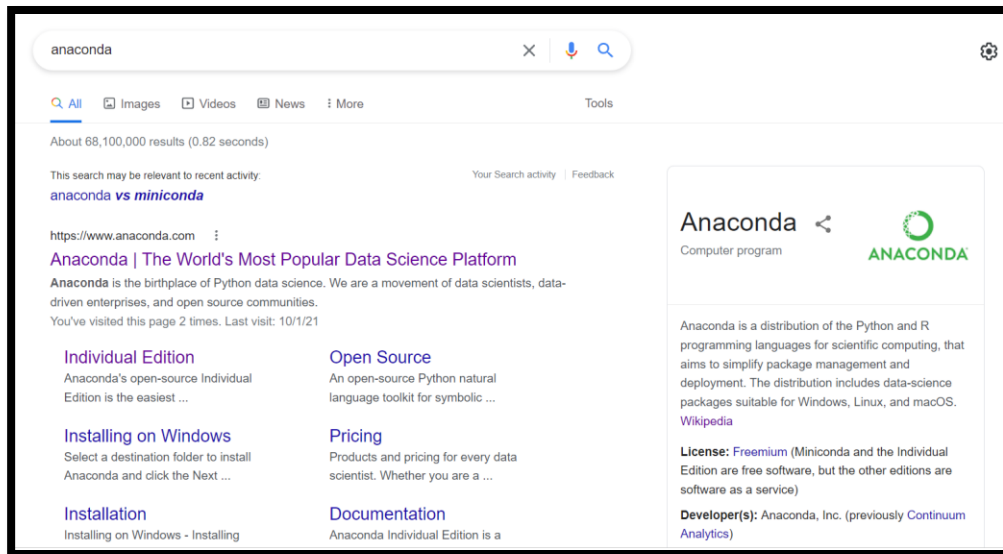 anaconda
All Images Videos News More Tools
About 68,100,000 results (0.82 seconds)
This search may be relevant to recent activity: Your Search activity Feedback
anaconda vs miniconda
https://www.anaconda.com
Anaconda | The World's Most Popular Data Science Platform
Anaconda is the birthplace of Python data science. We are a movement of data scientists, data-
driven enterprises, and open source communities.
You've visited this page 2 times. Last visit: 10/1/21
Individual Edition
Anaconda's open-source Individual
Edition is the easiest ...
Open Source
An open-source Python natural
language toolkit for symbolic ...
Installing on Windows
Select a destination folder to install
Anaconda and click the Next ...
Pricing
Products and pricing for every data
scientist. Whether you are a ...
Installation
Installing on Windows - Installing
Documentation
Anaconda Individual Edition is a
Anaconda
Computer program
ANACONDA
Anaconda is a distribution of the Python and R
programming languages for scientific computing, that
aims to simplify package management and
deployment. The distribution includes data-science
packages suitable for Windows, Linux, and macOS.
Wikipedia
License: Freemium (Miniconda and the Individual
Edition are free software, but the other editions are
software as a service)
Developer(s): Anaconda, Inc. (previously Continuum
Analytics)